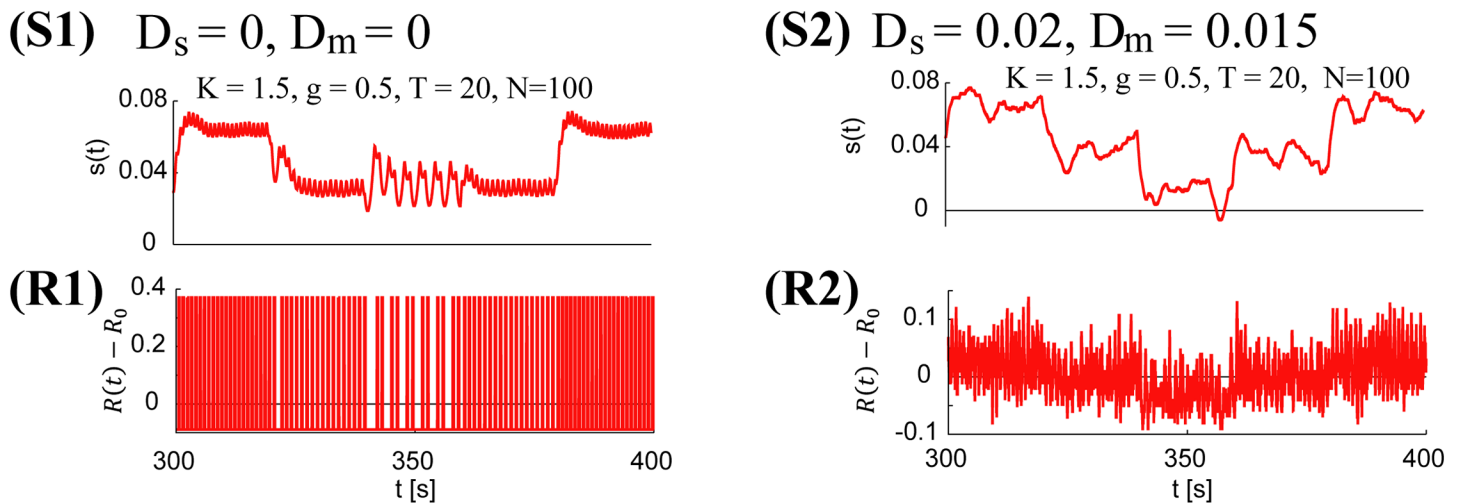 (S1) Ds = 0, Dm = 0
K = 1.5, g = 0.5, T = 20, N=100
0.08
0.04
0
s(t)
(R1)
0.4
0.2
0
R(t) − R0
300 350 400
t [s]
(S2) Ds = 0.02, Dm = 0.015
K = 1.5, g = 0.5, T = 20, N=100
0.08
0.04
0
s(t)
(R2)
0.1
0
-0.1
R(t) − R0
300 350 400
t [s]